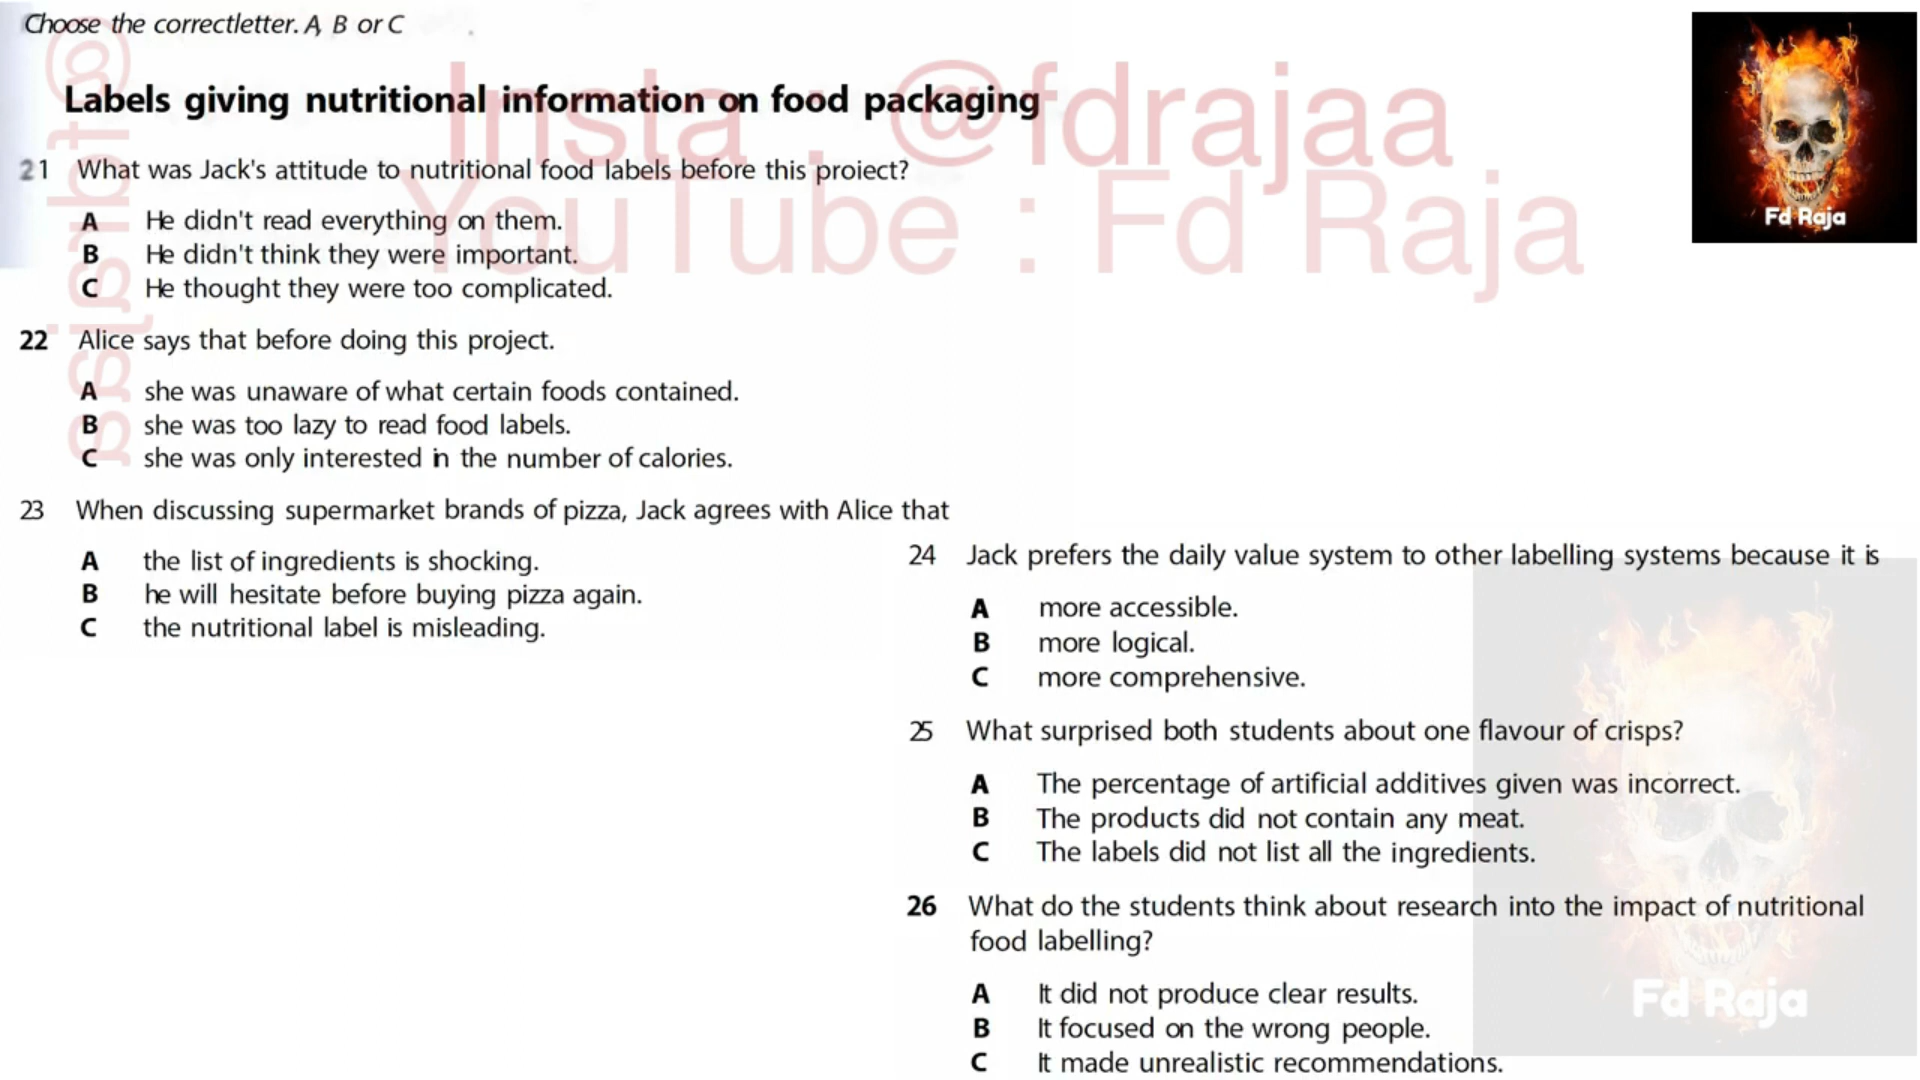 Choose the correctletter. A, B or C
Labels giving nutritional information on food packaging
Insta : @fdrajaa
YouTube : Fd Raja
@fdrajaa
Fd Raja
21 What was Jack's attitude to nutritional food labels before this proiect?
A He didn't read everything on them.
B He didn't think they were important.
C He thought they were too complicated.
22 Alice says that before doing this project.
A she was unaware of what certain foods contained.
B she was too lazy to read food labels.
C she was only interested in the number of calories.
23 When discussing supermarket brands of pizza, Jack agrees with Alice that
A the list of ingredients is shocking.
B he will hesitate before buying pizza again.
C the nutritional label is misleading.
24 Jack prefers the daily value system to other labelling systems because it is
A more accessible.
B more logical.
C more comprehensive.
25 What surprised both students about one flavour of crisps?
A The percentage of artificial additives given was incorrect.
B The products did not contain any meat.
C The labels did not list all the ingredients.
26 What do the students think about research into the impact of nutritional
food labelling?
A It did not produce clear results.
B It focused on the wrong people.
C It made unrealistic recommendations.
Fd Raja